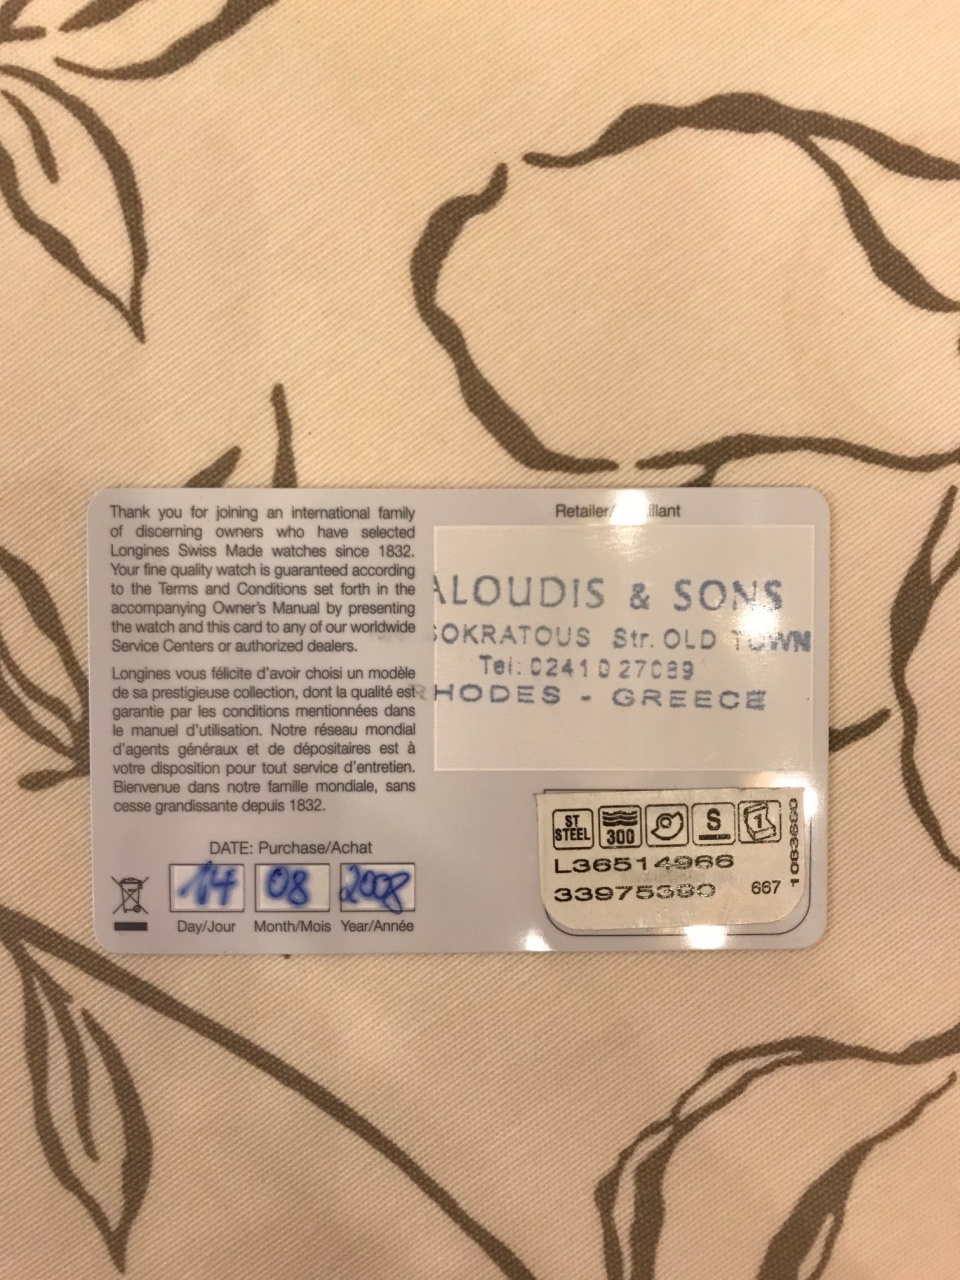 Thank you for joining an international family
of discerning owners who have selected
Longines Swiss Made watches since 1832.
Your fine quality watch is guaranteed according
to the Terms and Conditions set forth in the
accompanying Owner's Manual by presenting
the watch and this card to any of our worldwide
Service Centers or authorized dealers.
Longines vous félicite d'avoir choisi un modèle
de sa prestigieuse collection, dont la qualité est
garantie par les conditions mentionnées dans
le manuel d'utilisation. Notre réseau mondial
d'agents généraux et de dépositaires est à
votre disposition pour tout service d'entretien.
Bienvenue dans notre famille mondiale, sans
cesse grandissante depuis 1832.
DATE: Purchase/Achat
14 08 2008
Day/Jour Month/Mois Year/Année
Retailer/
ALOUDIS & SONS
SOKRATOUS Str. OLD TOWN
Tel: 02410 27089
RHODES - GREECE
ST STEEL 300 S 1
L36514966
33975380 667